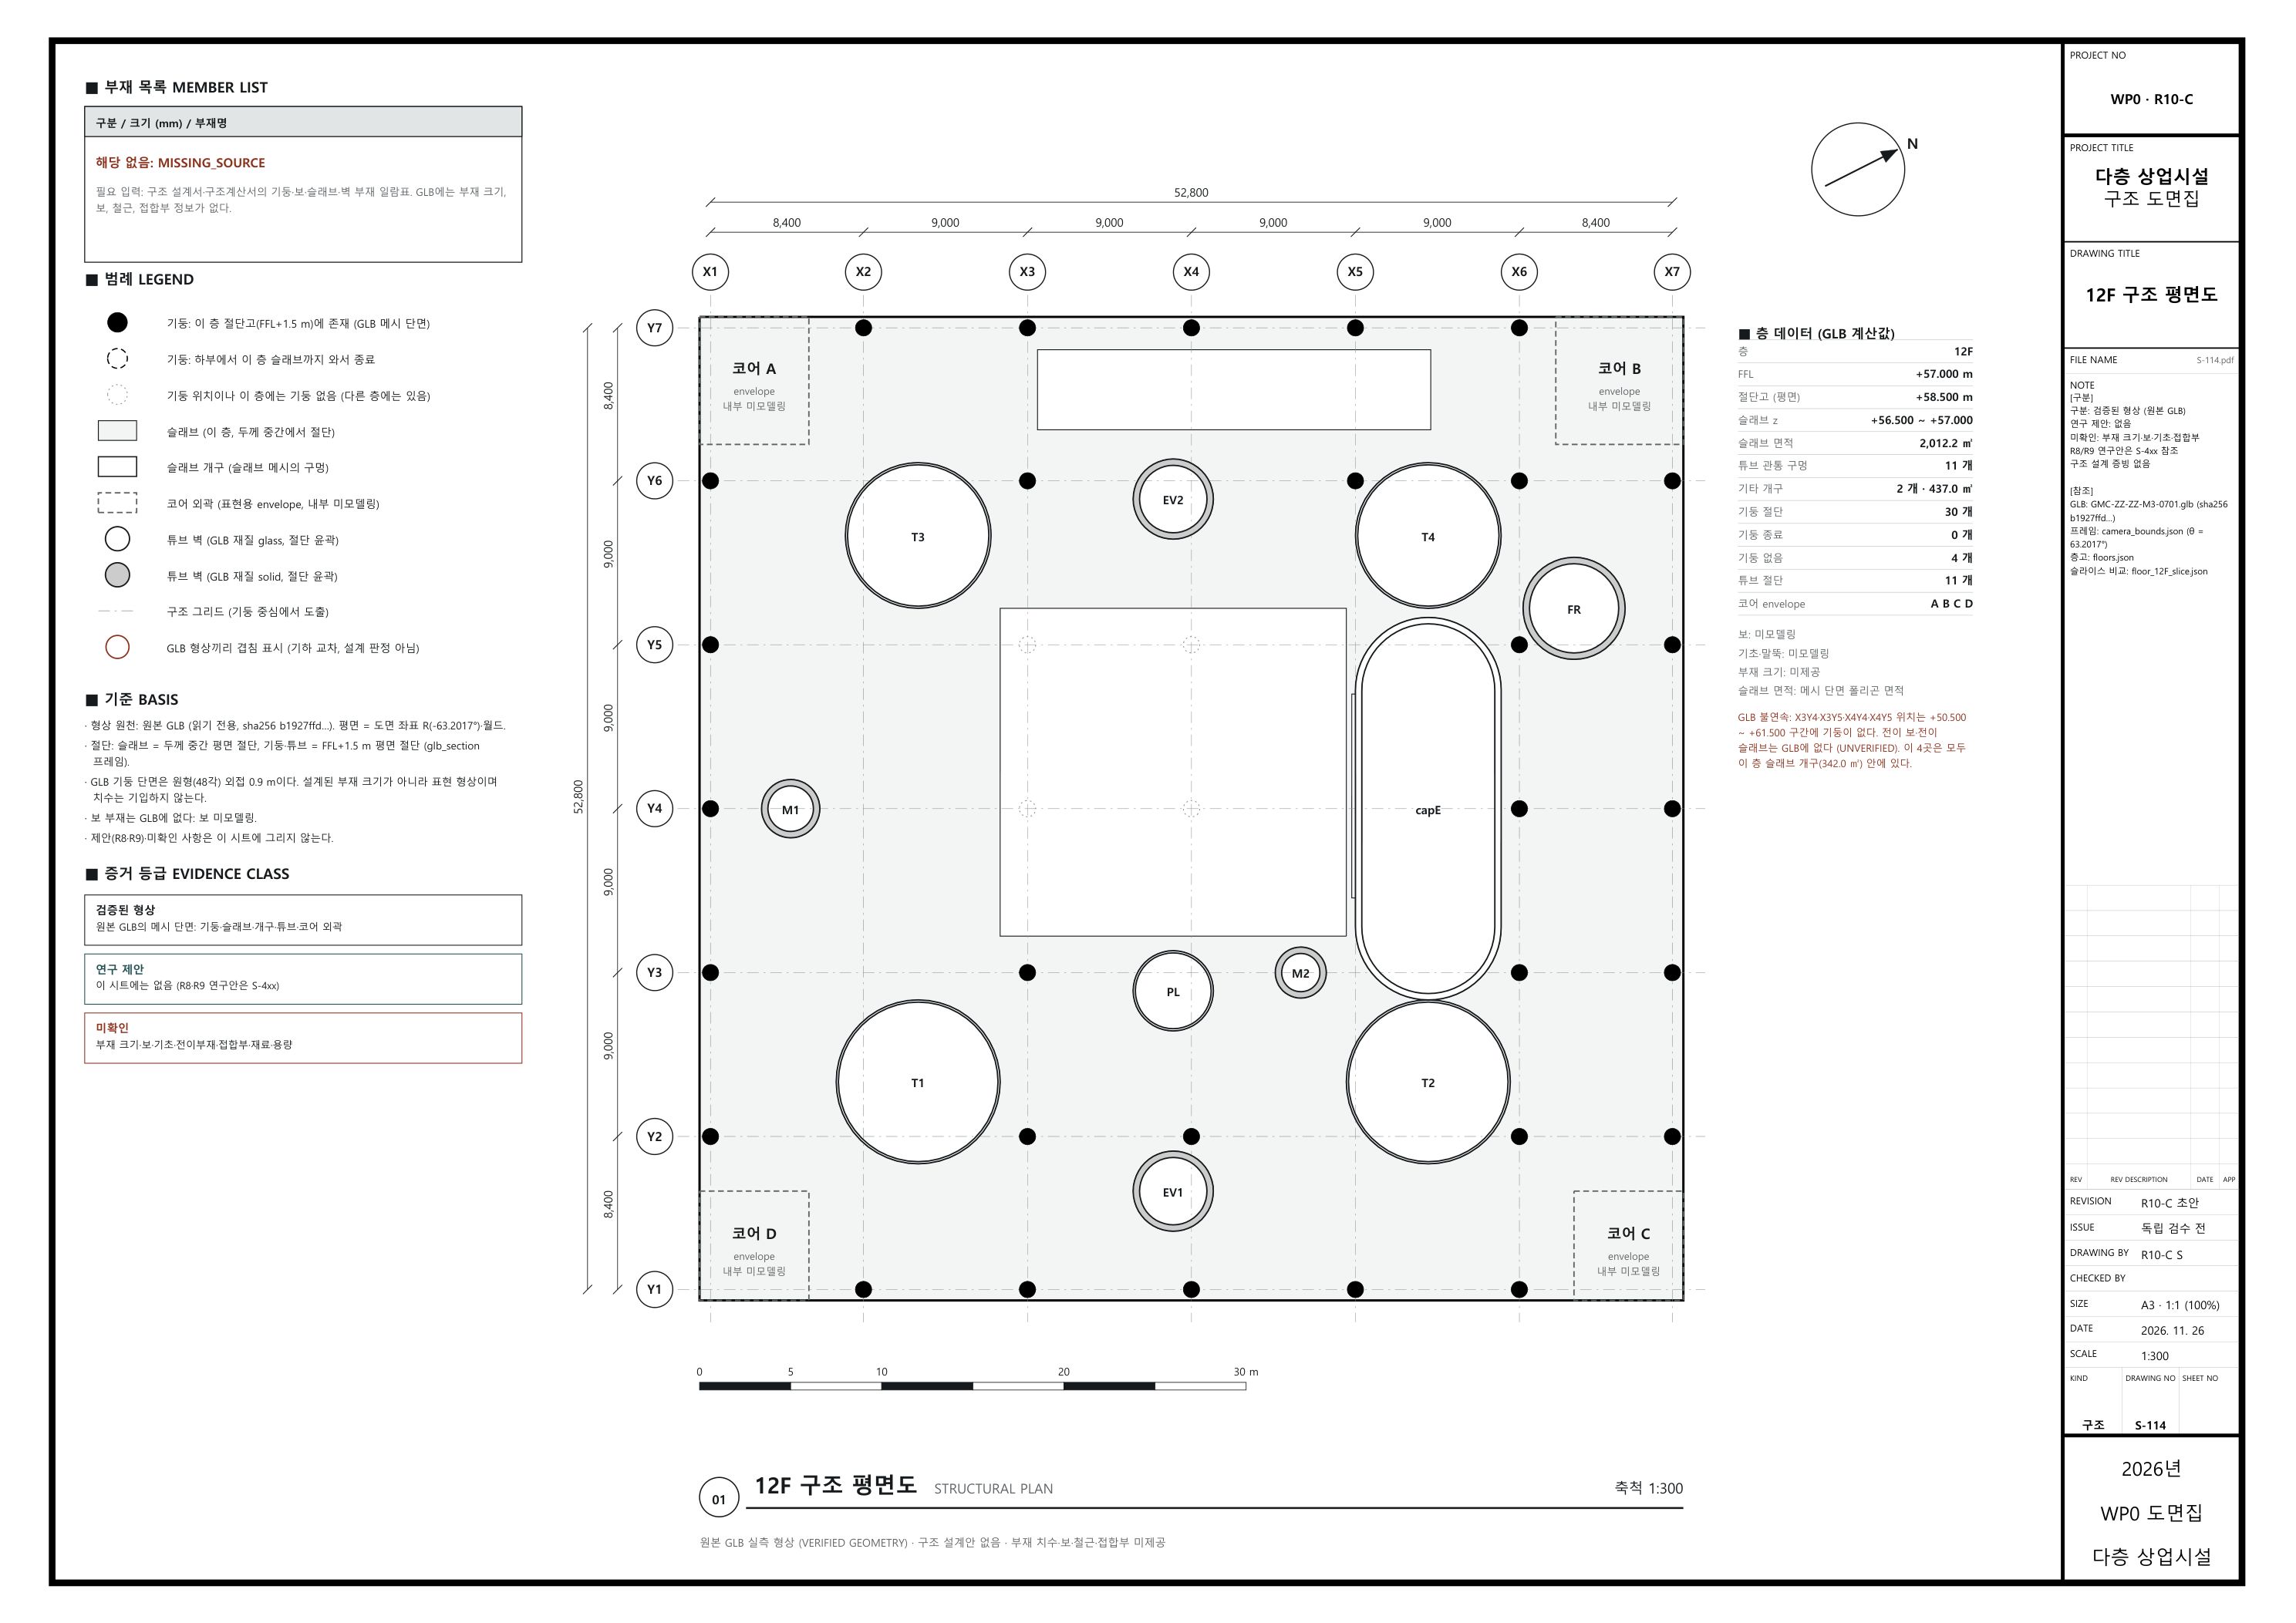 ■ 부재 목록 MEMBER LIST
구분 / 크기 (mm) / 부재명
해당 없음: MISSING_SOURCE
필요 입력: 구조 설계서·구조계산서의 기둥·보·슬래브·벽 부재 일람표. GLB에는 부재 크기,
보, 철근, 접합부 정보가 없다.
■ 범례 LEGEND
기둥: 이 층 절단고(FFL+1.5 m)에 존재 (GLB 메시 단면)
기둥: 하부에서 이 층 슬래브까지 와서 종료
기둥 위치이나 이 층에는 기둥 없음 (다른 층에는 있음)
슬래브 (이 층, 두께 중간에서 절단)
슬래브 개구 (슬래브 메시의 구멍)
코어 외곽 (표현용 envelope, 내부 미모델링)
튜브 벽 (GLB 재질 glass, 절단 윤곽)
튜브 벽 (GLB 재질 solid, 절단 윤곽)
구조 그리드 (기둥 중심에서 도출)
GLB 형상끼리 겹침 표시 (기하 교차, 설계 판정 아님)
■ 기준 BASIS
· 형상 원천: 원본 GLB (읽기 전용, sha256 b1927ffd…). 평면 = 도면 좌표 R(-63.2017°)·월드.
· 절단: 슬래브 = 두께 중간 평면 절단, 기둥·튜브 = FFL+1.5 m 평면 절단 (glb_section
프레임).
· GLB 기둥 단면은 원형(48각) 외접 0.9 m이다. 설계된 부재 크기가 아니라 표현 형상이며
치수는 기입하지 않는다.
· 보 부재는 GLB에 없다: 보 미모델링.
· 제안(R8·R9)·미확인 사항은 이 시트에 그리지 않는다.
■ 증거 등급 EVIDENCE CLASS
검증된 형상
원본 GLB의 메시 단면: 기둥·슬래브·개구·튜브·코어 외곽
연구 제안
이 시트에는 없음 (R8·R9 연구안은 S-4xx)
미확인
부재 크기·보·기초·전이부재·접합부·재료·용량
52,800
8,400
9,000
9,000
9,000
9,000
8,400
X1
X2
X3
X4
X5
X6
X7
Y7
Y6
Y5
Y4
Y3
Y2
Y1
52,800
8,400
9,000
9,000
9,000
9,000
8,400
코어 A
envelope
내부 미모델링
코어 B
envelope
내부 미모델링
EV2
T3
T4
FR
M1
capE
PL
M2
T1
T2
EV1
코어 D
envelope
내부 미모델링
코어 C
envelope
내부 미모델링
0
5
10
20
30 m
01
12F 구조 평면도 STRUCTURAL PLAN
축척 1:300
원본 GLB 실측 형상 (VERIFIED GEOMETRY) · 구조 설계안 없음 · 부재 치수·보·철근·접합부 미제공
N
■ 층 데이터 (GLB 계산값)
층 12F
FFL +57.000 m
절단고 (평면) +58.500 m
슬래브 z +56.500 ~ +57.000
슬래브 면적 2,012.2 ㎡
튜브 관통 구멍 11 개
기타 개구 2 개 · 437.0 ㎡
기둥 절단 30 개
기둥 종료 0 개
기둥 없음 4 개
튜브 절단 11 개
코어 envelope A B C D
보: 미모델링
기초·말뚝: 미모델링
부재 크기: 미제공
슬래브 면적: 메시 단면 폴리곤 면적
GLB 불연속: X3Y4·X3Y5·X4Y4·X4Y5 위치는 +50.500
~ +61.500 구간에 기둥이 없다. 전이 보·전이
슬래브는 GLB에 없다 (UNVERIFIED). 이 4곳은 모두
이 층 슬래브 개구(342.0 ㎡) 안에 있다.
PROJECT NO
WP0 · R10-C
PROJECT TITLE
다층 상업시설
구조 도면집
DRAWING TITLE
12F 구조 평면도
FILE NAME S-114.pdf
NOTE
[구분]
구분: 검증된 형상 (원본 GLB)
연구 제안: 없음
미확인: 부재 크기·보·기초·접합부
R8/R9 연구안은 S-4xx 참조
구조 설계 증빙 없음
[참조]
GLB: GMC-ZZ-ZZ-M3-0701.glb (sha256
b1927ffd…)
프레임: camera_bounds.json (θ =
63.2017°)
층고: floors.json
슬라이스 비교: floor_12F_slice.json
REV REV DESCRIPTION DATE APP
REVISION R10-C 초안
ISSUE 독립 검수 전
DRAWING BY R10-C S
CHECKED BY
SIZE A3 · 1:1 (100%)
DATE 2026. 11. 26
SCALE 1:300
KIND DRAWING NO SHEET NO
구조 S-114
2026년
WP0 도면집
다층 상업시설